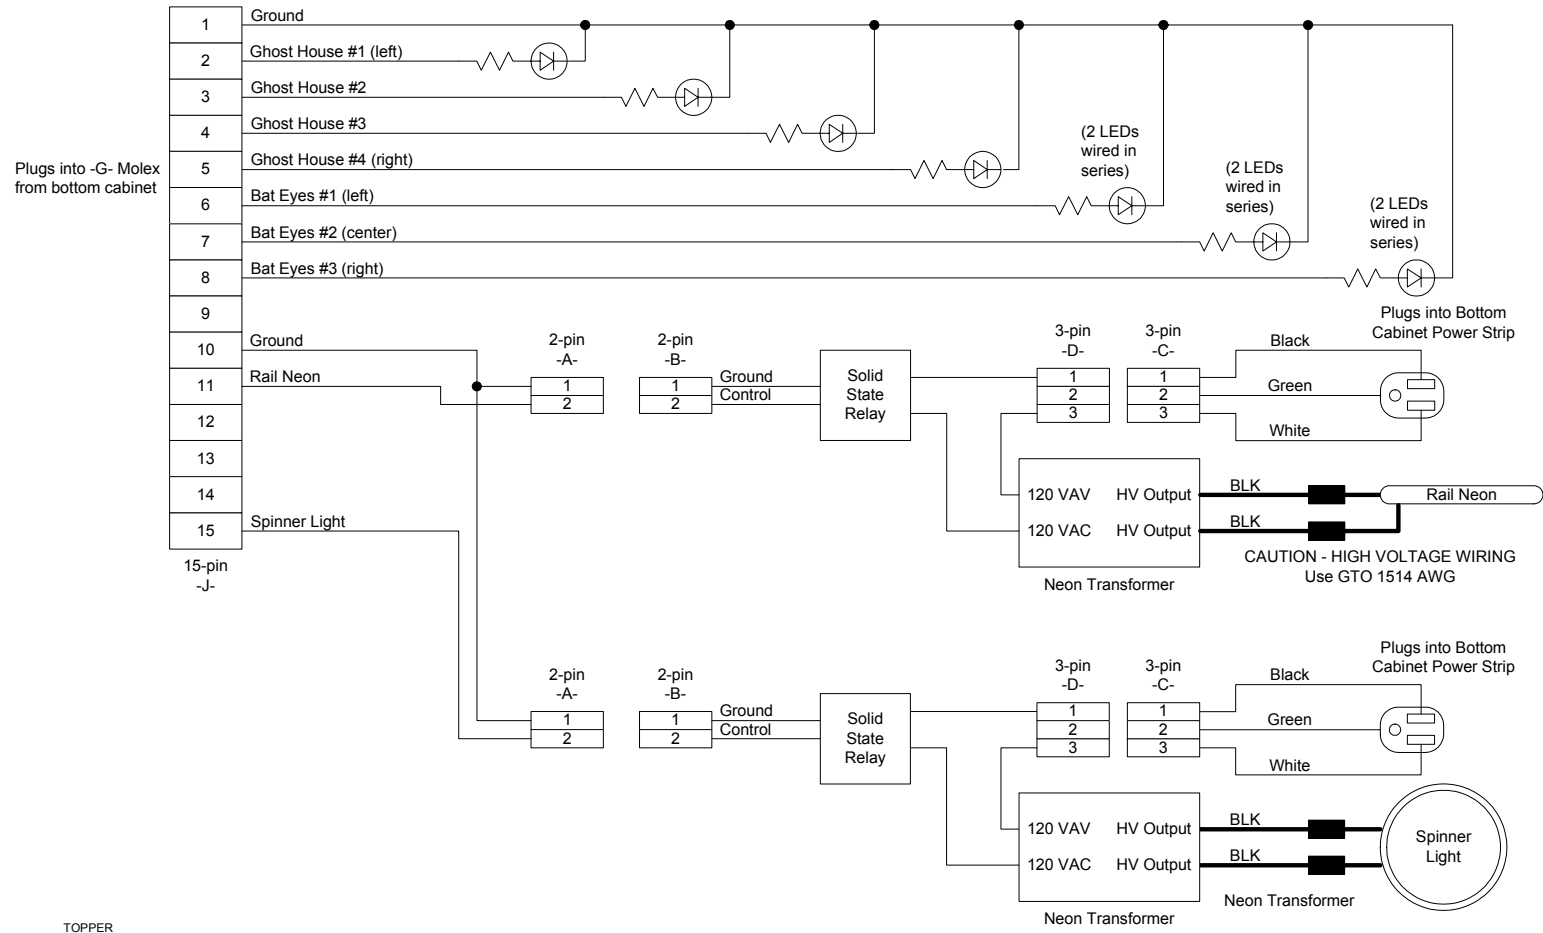 1 Ground
2 Ghost House #1 (left)
3 Ghost House #2
4 Ghost House #3
5 Ghost House #4 (right)
6 Bat Eyes #1 (left)
7 Bat Eyes #2 (center)
8 Bat Eyes #3 (right)
9
10 Ground
11 Rail Neon
12
13
14
15 Spinner Light
15-pin
-J-
Plugs into -G- Molex
from bottom cabinet
(2 LEDs
wired in
series)
(2 LEDs
wired in
series)
(2 LEDs
wired in
series)
2-pin
-A-
1
2
2-pin
-B-
1
2
Ground
Control
Solid
State
Relay
3-pin
-D-
1
2
3
3-pin
-C-
1
2
3
Black
Green
White
Plugs into Bottom
Cabinet Power Strip
120 VAV HV Output
120 VAC HV Output
Neon Transformer
BLK
BLK
Rail Neon
CAUTION - HIGH VOLTAGE WIRING
Use GTO 1514 AWG
2-pin
-A-
1
2
2-pin
-B-
1
2
Ground
Control
Solid
State
Relay
3-pin
-D-
1
2
3
3-pin
-C-
1
2
3
Black
Green
White
Plugs into Bottom
Cabinet Power Strip
120 VAV HV Output
120 VAC HV Output
Neon Transformer
BLK
BLK
Neon Transformer
Spinner
Light
TOPPER